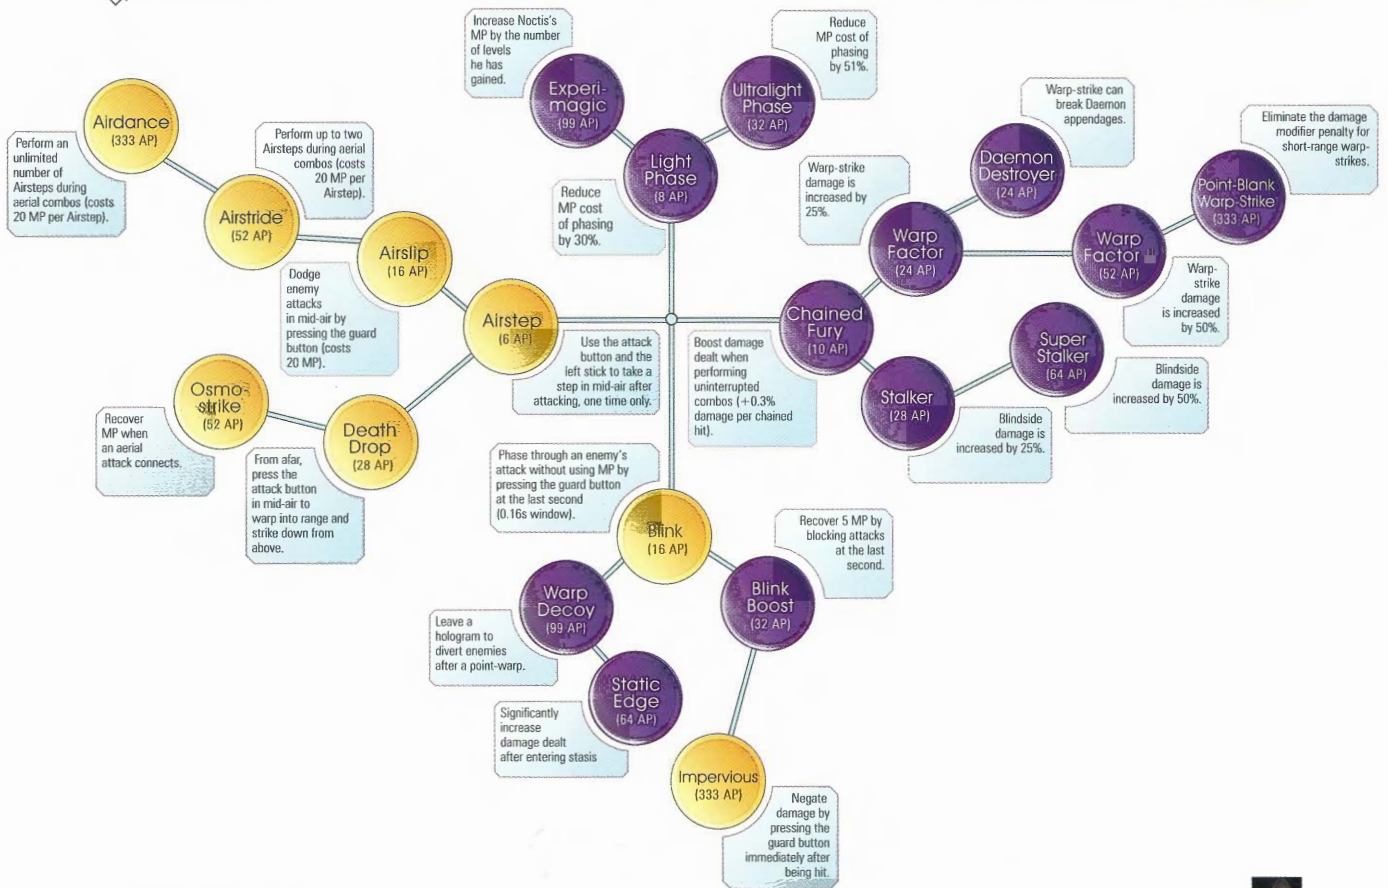 Increase Noctis's
MP by the number
of levels
he has
gained.
Experi-
magic
(99 AP)
Reduce
MP cost of
phasing
by 51%.
Ultralight
Phase
(32 AP)
Light
Phase
(8 AP)
Reduce
MP cost
of phasing
by 30%.
Airdance
(333 AP)
Perform an
unlimited
number of
Airsteps during
aerial combos (costs
20 MP per Airstep).
Perform up to two
Airsteps during aerial
combos (costs
20 MP per
Airstep).
Airstride
(52 AP)
Airslip
(16 AP)
Dodge
enemy
attacks
in mid-air by
pressing the guard
button (costs
20 MP).
Airstep
(6 AP)
Use the attack
button and the
left stick to take a
step in mid-air after
attacking, one time only.
Osmo-
strike
(52 AP)
Recover
MP when
an aerial
attack connects.
Death
Drop
(28 AP)
From afar,
press the
attack button
in mid-air to
warp into range and
strike down from
above.
Warp-strike can
break Daemon
appendages.
Daemon
Destroyer
(24 AP)
Eliminate the damage
modifier penalty for
short-range warp-
strikes.
Point-Blank
Warp-Strike
(333 AP)
Warp-strike
damage is
increased by
25%.
Warp
Factor
(24 AP)
Warp
Factor
(52 AP)
Warp-
strike
damage
is increased
by 50%.
Chained
Fury
(10 AP)
Boost damage
dealt when
performing
uninterrupted
combos (+0.3%
damage per chained
hit).
Super
Stalker
(64 AP)
Blindside
damage is
increased by 50%.
Stalker
(28 AP)
Blindside
damage is
increased by 25%.
Phase through an enemy's
attack without using MP by
pressing the guard button
at the last second
(0.16s window).
Blink
(16 AP)
Recover 5 MP by
blocking attacks
at the last
second.
Blink
Boost
(32 AP)
Warp
Decoy
(99 AP)
Leave a
hologram to
divert enemies
after a point-warp.
Static
Edge
(64 AP)
Significantly
increase
damage dealt
after entering stasis
Impervious
(333 AP)
Negate
damage by
pressing the
guard button
immediately after
being hit.